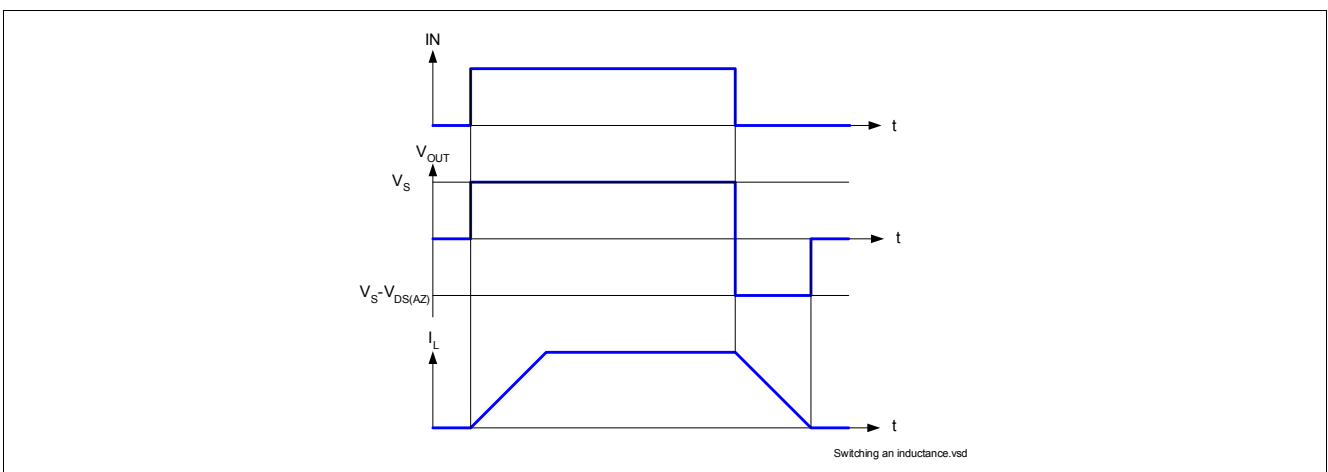 IN
t
V_OUT
V_S
t
V_S-V_DS(AZ)
I_L
t
Switching an inductance.vsd